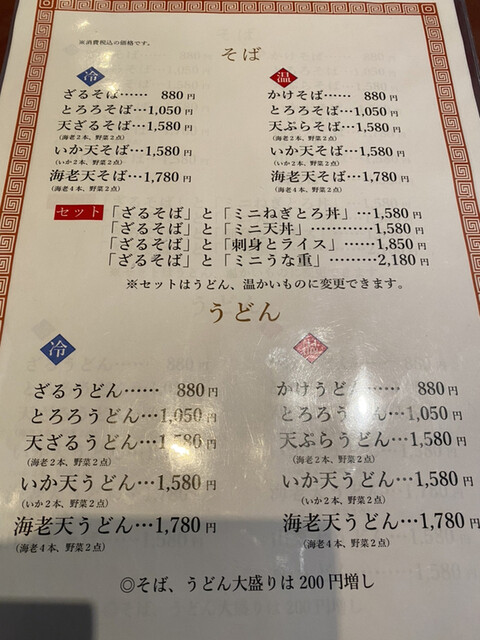 ※消費税込の価格です。
そば
冷
ざるそば…… 880円
とろろそば…1,050円
天ざるそば…1,580円
(海老2本、野菜2点)
いか天そば…1,580円
(いか2本、野菜2点)
海老天そば…1,780円
(海老4本、野菜2点)
温
かけそば…… 880円
とろろそば…1,050円
天ぷらそば…1,580円
(海老2本、野菜2点)
いか天そば…1,580円
(いか2本、野菜2点)
海老天そば…1,780円
(海老4本、野菜2点)
セット「ざるそば」と「ミニねぎとろ丼」…1,580円
「ざるそば」と「ミニ天丼」…………1,580円
「ざるそば」と「刺身とライス」……1,850円
「ざるそば」と「ミニうな重」………2,180円
※セットはうどん、温かいものに変更できます。
うどん
冷
ざるうどん…… 880円
とろろうどん…1,050円
天ざるうどん…1,580円
(海老2本、野菜2点)
いか天うどん…1,580円
(いか2本、野菜2点)
海老天うどん…1,780円
(海老4本、野菜2点)
温
かけうどん…… 880円
とろろうどん…1,050円
天ぷらうどん…1,580円
(海老2本、野菜2点)
いか天うどん…1,580円
(いか2本、野菜2点)
海老天うどん…1,780円
(海老4本、野菜2点)
◎そば、うどん大盛りは200円増し